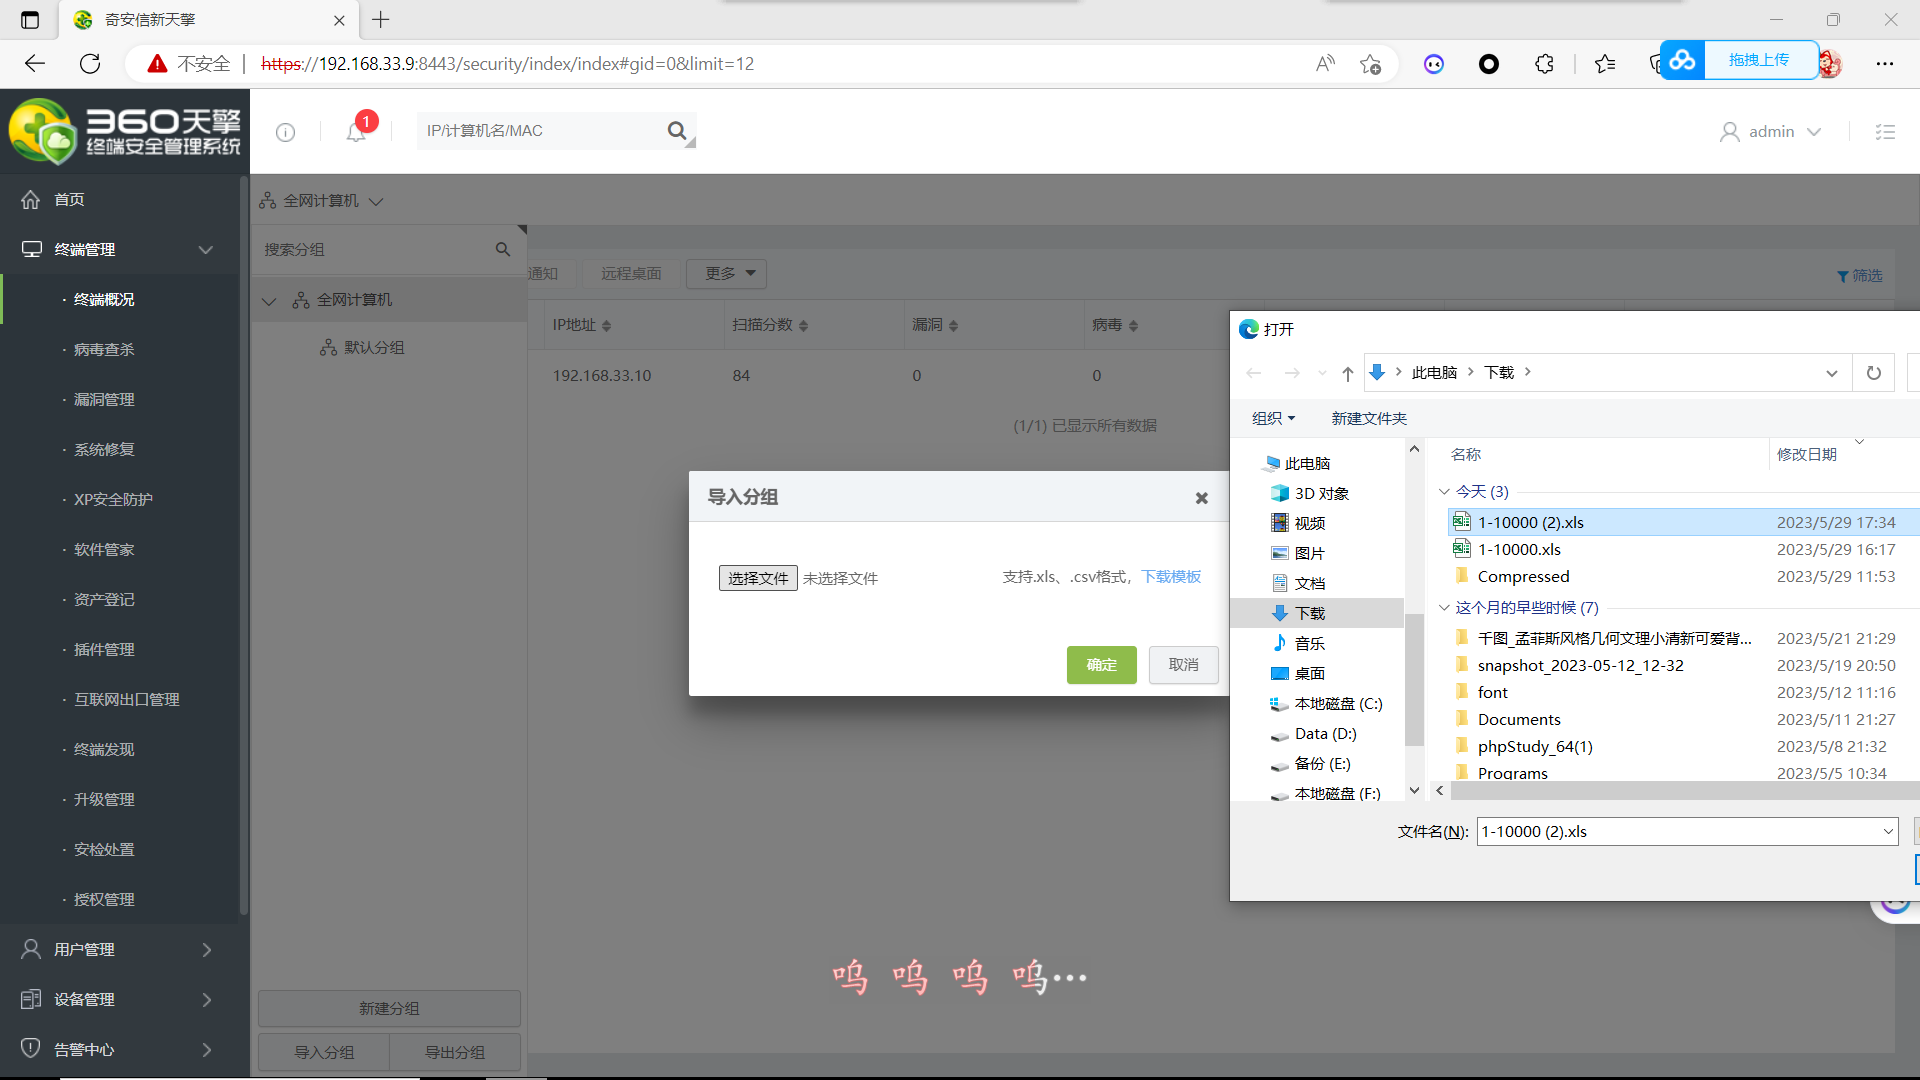 奇安信新天擎
不安全 https://192.168.33.9:8443/security/index/index#gid=0&limit=12
拖拽上传
360天擎
终端安全管理系统
1
IP/计算机名/MAC
admin
首页
终端管理
· 终端概况
· 病毒查杀
· 漏洞管理
· 系统修复
· XP安全防护
· 软件管家
· 资产登记
· 插件管理
· 互联网出口管理
· 终端发现
· 升级管理
· 安检处置
· 授权管理
用户管理
设备管理
告警中心
全网计算机
搜索分组
全网计算机
默认分组
新建分组
导入分组 导出分组
通知 远程桌面 更多
筛选
IP地址 扫描分数 漏洞 病毒
192.168.33.10 84 0 0
(1/1) 已显示所有数据
导入分组
选择文件 未选择文件 支持.xls、.csv格式，下载模板
确定 取消
打开
此电脑 下载
组织 新建文件夹
此电脑
3D 对象
视频
图片
文档
下载
音乐
桌面
本地磁盘 (C:)
Data (D:)
备份 (E:)
本地磁盘 (F:)
名称 修改日期
今天 (3)
1-10000 (2).xls 2023/5/29 17:34
1-10000.xls 2023/5/29 16:17
Compressed 2023/5/29 11:53
这个月的早些时候 (7)
千图_孟菲斯风格几何文理小清新可爱背... 2023/5/21 21:29
snapshot_2023-05-12_12-32 2023/5/19 20:50
font 2023/5/12 11:16
Documents 2023/5/11 21:27
phpStudy_64(1) 2023/5/8 21:32
Programs 2023/5/5 10:34
文件名(N): 1-10000 (2).xls
呜 呜 呜 呜…